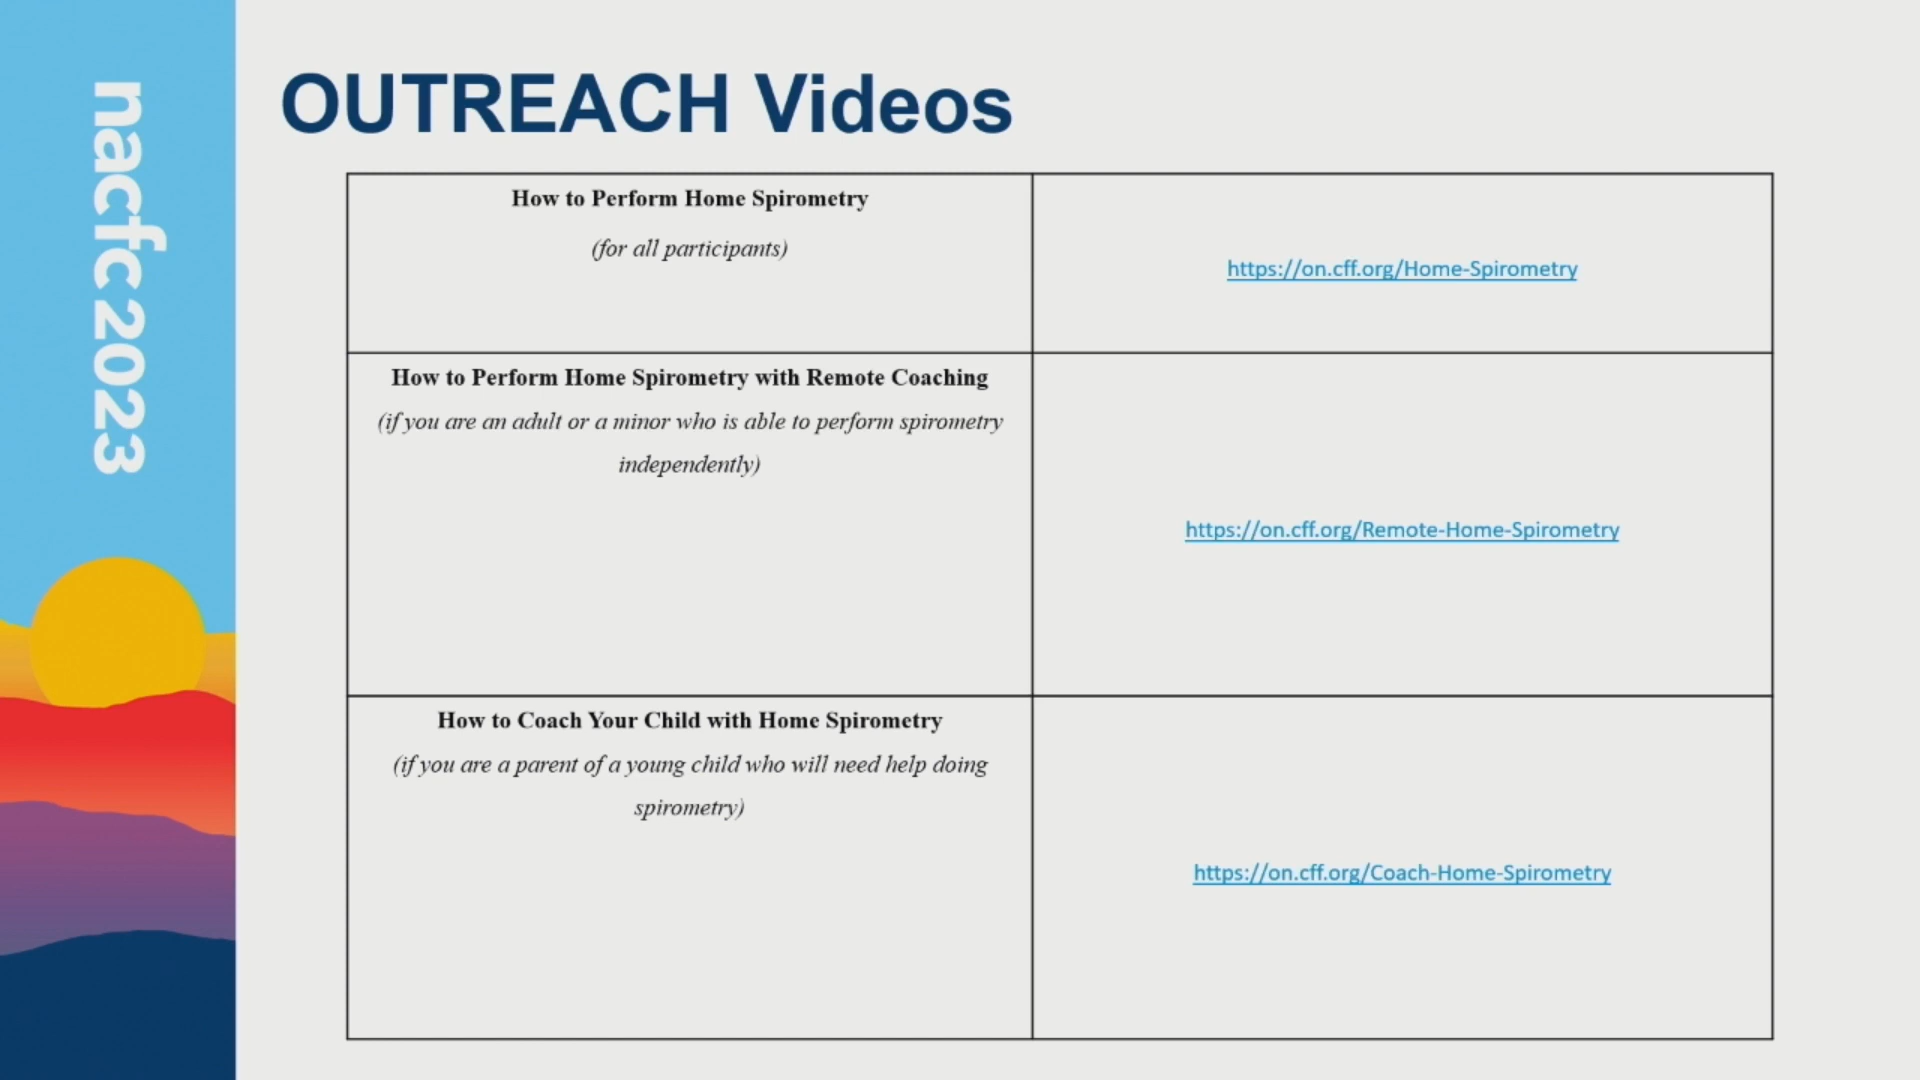 nacfc 2023
OUTREACH Videos
How to Perform Home Spirometry
(for all participants)
https://on.cff.org/Home-Spirometry
How to Perform Home Spirometry with Remote Coaching
(if you are an adult or a minor who is able to perform spirometry
independently)
https://on.cff.org/Remote-Home-Spirometry
How to Coach Your Child with Home Spirometry
(if you are a parent of a young child who will need help doing
spirometry)
https://on.cff.org/Coach-Home-Spirometry